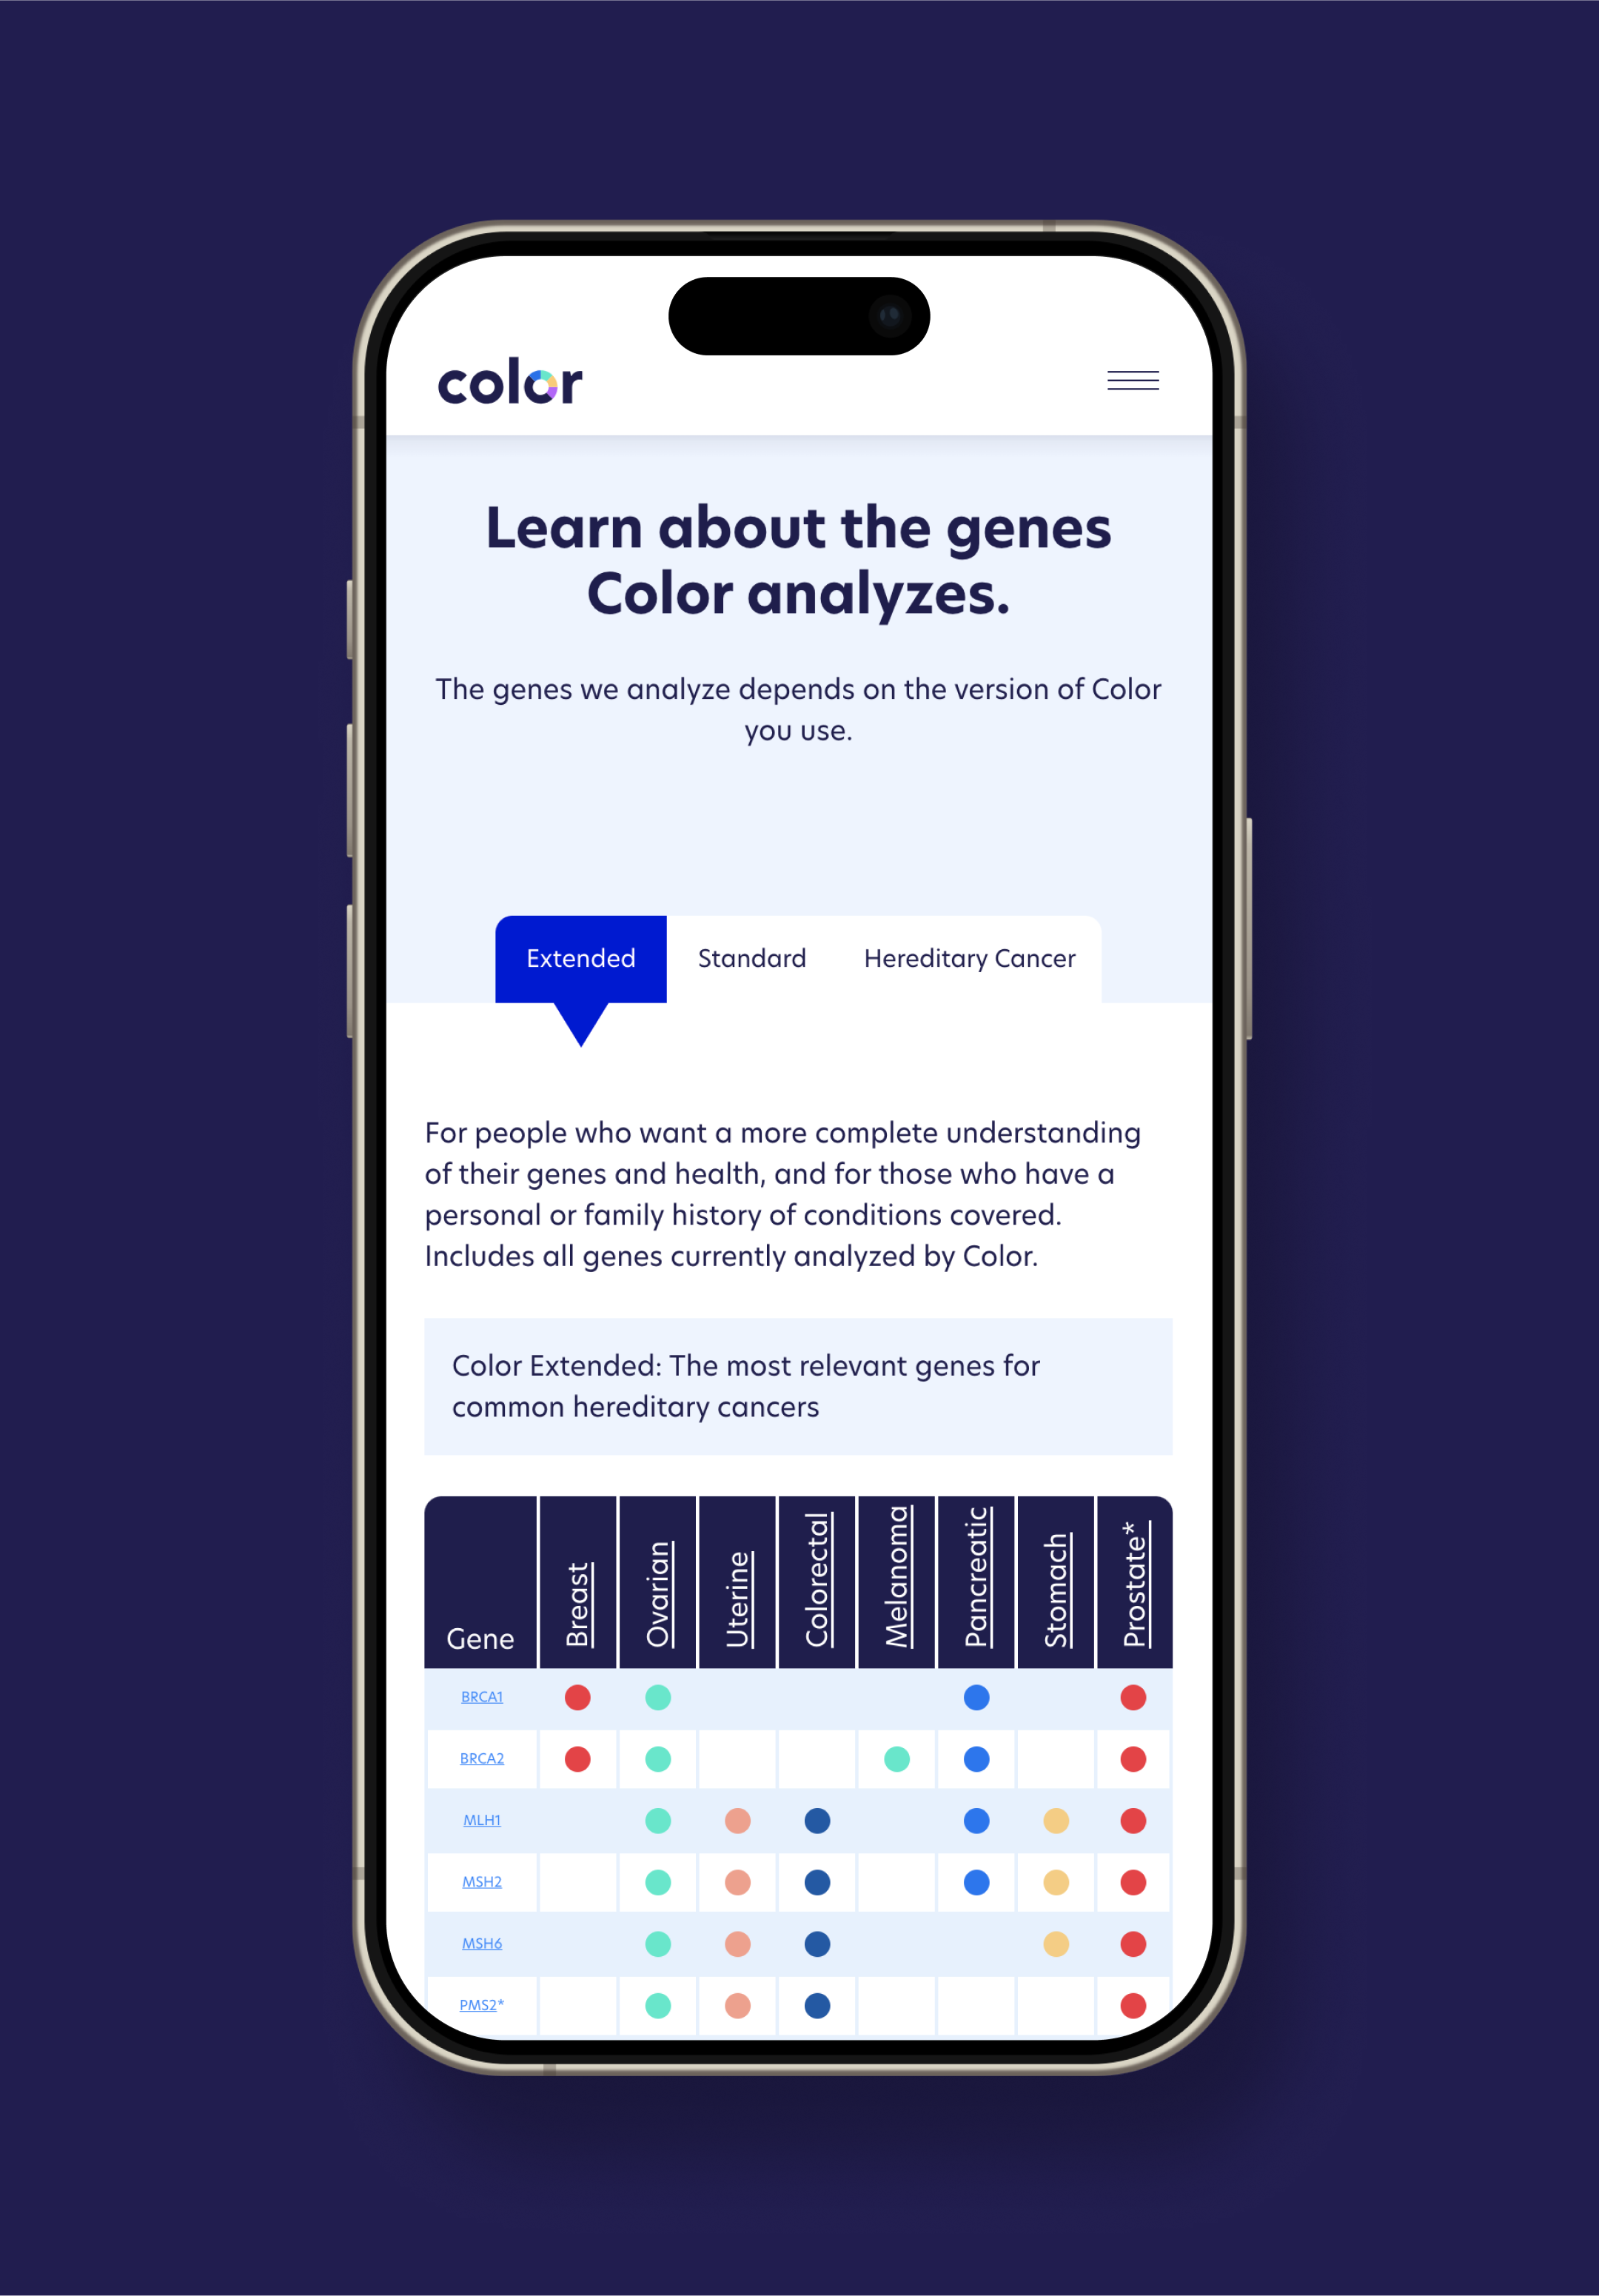 color
Learn about the genes
Color analyzes.
The genes we analyze depends on the version of Color
you use.
Extended
Standard
Hereditary Cancer
For people who want a more complete understanding
of their genes and health, and for those who have a
personal or family history of conditions covered.
Includes all genes currently analyzed by Color.
Color Extended: The most relevant genes for
common hereditary cancers
Gene
Breast
Ovarian
Uterine
Colorectal
Melanoma
Pancreatic
Stomach
Prostate*
BRCA1
BRCA2
MLH1
MSH2
MSH6
PMS2*